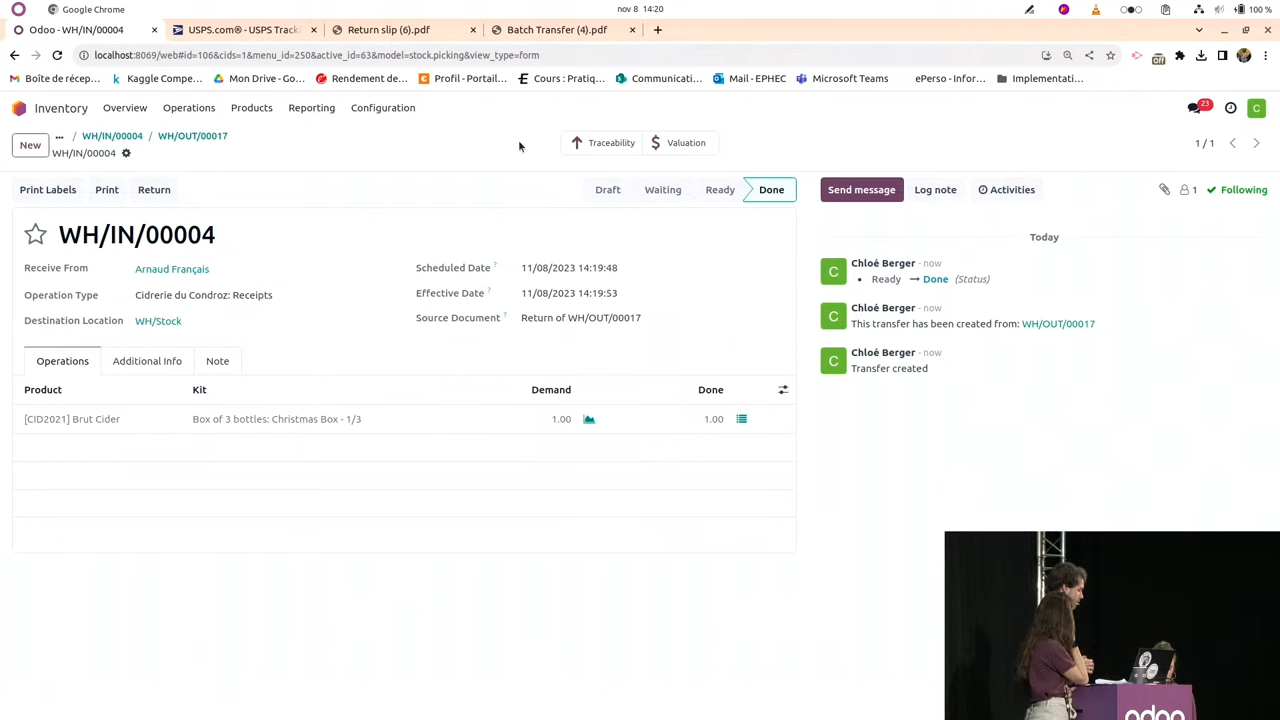 Google Chrome
nov 8 14:20
100 %
Odoo - WH/IN/00004
USPS.com® - USPS Track
Return slip (6).pdf
Batch Transfer (4).pdf
localhost:8069/web#id=106&cids=1&menu_id=250&active_id=63&model=stock.picking&view_type=form
off
Boîte de récep...
Kaggle Compe...
Mon Drive - Go...
Rendement de...
Profil - Portail...
Cours : Pratiq...
Communicati...
Mail - EPHEC
Microsoft Teams
ePerso - Infor...
Implementati...
Inventory
Overview
Operations
Products
Reporting
Configuration
23
C
New
... / WH/IN/00004 / WH/OUT/00017
WH/IN/00004
Traceability
Valuation
1 / 1
Print Labels
Print
Return
Draft
Waiting
Ready
Done
Send message
Log note
Activities
1
Following
WH/IN/00004
Receive From Arnaud Français
Operation Type Cidrerie du Condroz: Receipts
Destination Location WH/Stock
Scheduled Date ? 11/08/2023 14:19:48
Effective Date ? 11/08/2023 14:19:53
Source Document ? Return of WH/OUT/00017
Operations
Additional Info
Note
Product Kit Demand Done
[CID2021] Brut Cider Box of 3 bottles: Christmas Box - 1/3 1.00 1.00
Today
C
Chloé Berger - now
Ready → Done (Status)
C
Chloé Berger - now
This transfer has been created from: WH/OUT/00017
C
Chloé Berger - now
Transfer created
odoo